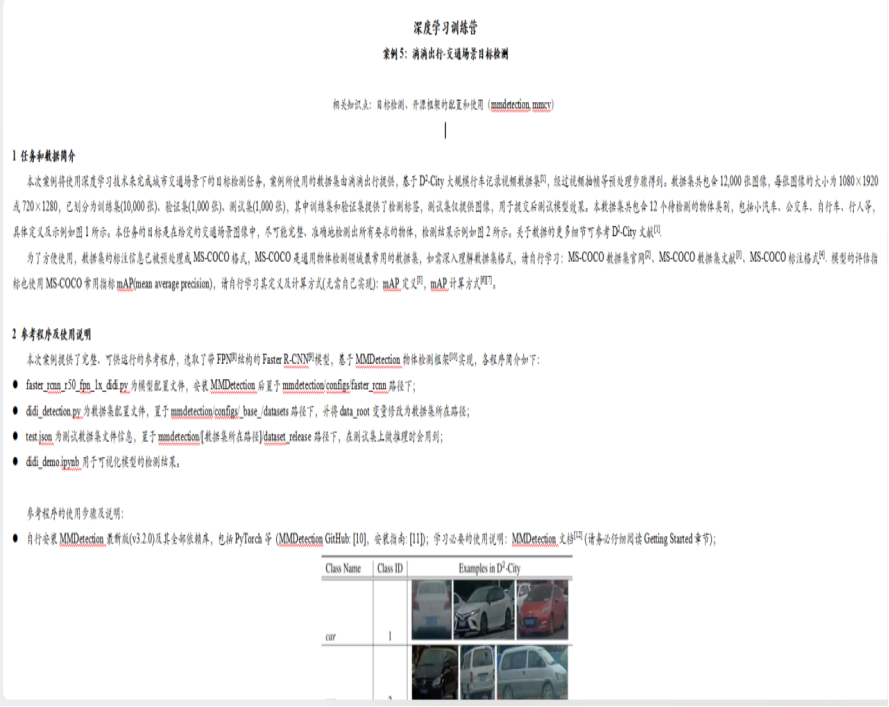 深度学习训练营
案例 5：滴滴出行-交通场景目标检测
相关知识点：目标检测、开源框架的配置和使用（mmdetection, mmcv）
1 任务和数据简介
本次案例将使用深度学习技术来完成城市交通场景下的目标检测任务，案例所使用的数据集由滴滴出行提供，基于 D²-City 大规模行车记录视频数据集[1]，经过视频抽帧等预处理步骤得到。数据集共包含 12,000 张图像，每张图像的大小为 1080×1920
或 720×1280，已划分为训练集(10,000 张)、验证集(1,000 张)、测试集(1,000 张)，其中训练集和验证集提供了检测标签，测试集仅提供图像，用于提交后测试模型效果。本数据集共包含 12 个待检测的物体类别，包括小汽车、公交车、自行车、行人等，
具体定义及示例如图 1 所示。本任务的目标是在给定的交通场景图像中，尽可能完整、准确地检测出所有要求的物体，检测结果示例如图 2 所示。关于数据的更多细节可参考 D²-City 文献[1].
为了方便使用，数据集的标注信息已被预处理成 MS-COCO 格式，MS-COCO 是通用物体检测领域最常用的数据集，如需深入理解数据集格式，请自行学习：MS-COCO 数据集官网[2]、MS-COCO 数据集文献[3]、MS-COCO 标注格式[4]. 模型的评估指
标也使用 MS-COCO 常用指标 mAP(mean average precision)，请自行学习其定义及计算方式(无需自己实现)：mAP 定义[5]，mAP 计算方式[6][7]。
2 参考程序及使用说明
本次案例提供了完整、可供运行的参考程序，选取了带 FPN[8]结构的 Faster R-CNN[9]模型，基于 MMDetection 物体检测框架[10]实现，各程序简介如下：
● faster_rcnn_r50_fpn_1x_didi.py 为模型配置文件，安装 MMDetection 后置于 mmdetection/configs/faster_rcnn 路径下；
● didi_detection.py 为数据集配置文件，置于 mmdetection/configs/_base_/datasets 路径下，并将 data_root 变量修改为数据集所在路径；
● test.json 为测试数据集文件信息，置于 mmdetection/[数据集所在路径]/dataset_release 路径下，在测试集上做推理时会用到；
● didi_demo.ipynb 用于可视化模型的检测结果。
参考程序的使用步骤及说明：
● 自行安装 MMDetection 最新版(v3.2.0)及其全部依赖库，包括 PyTorch 等 (MMDetection GitHub: [10]，安装指南: [11])；学习必要的使用说明：MMDetection 文档[12] (请务必仔细阅读 Getting Started 章节)；
Class Name Class ID Examples in D²-City
car 1